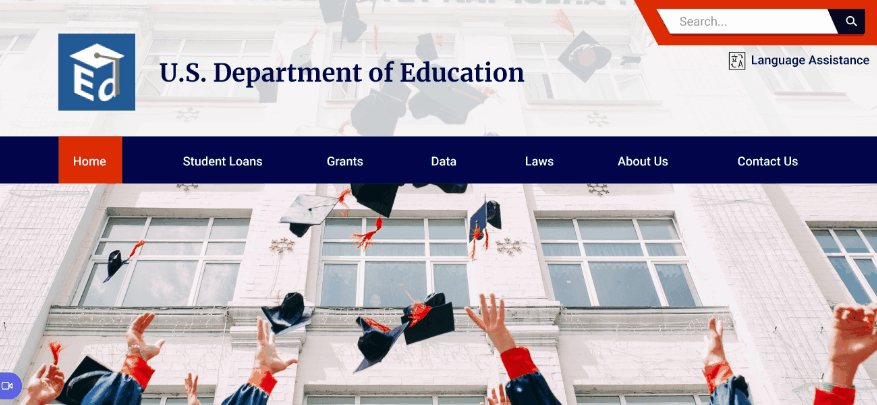 Search...
Language Assistance
Ed
U.S. Department of Education
Home Student Loans Grants Data Laws About Us Contact Us